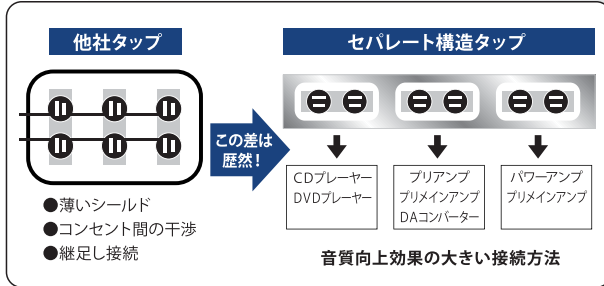 他社タップ
●薄いシールド
●コンセント間の干渉
●継足し接続
この差は
歴然！
セパレート構造タップ
CDプレーヤー
DVDプレーヤー
プリアンプ
プリメインアンプ
DAコンバーター
パワーアンプ
プリメインアンプ
音質向上効果の大きい接続方法